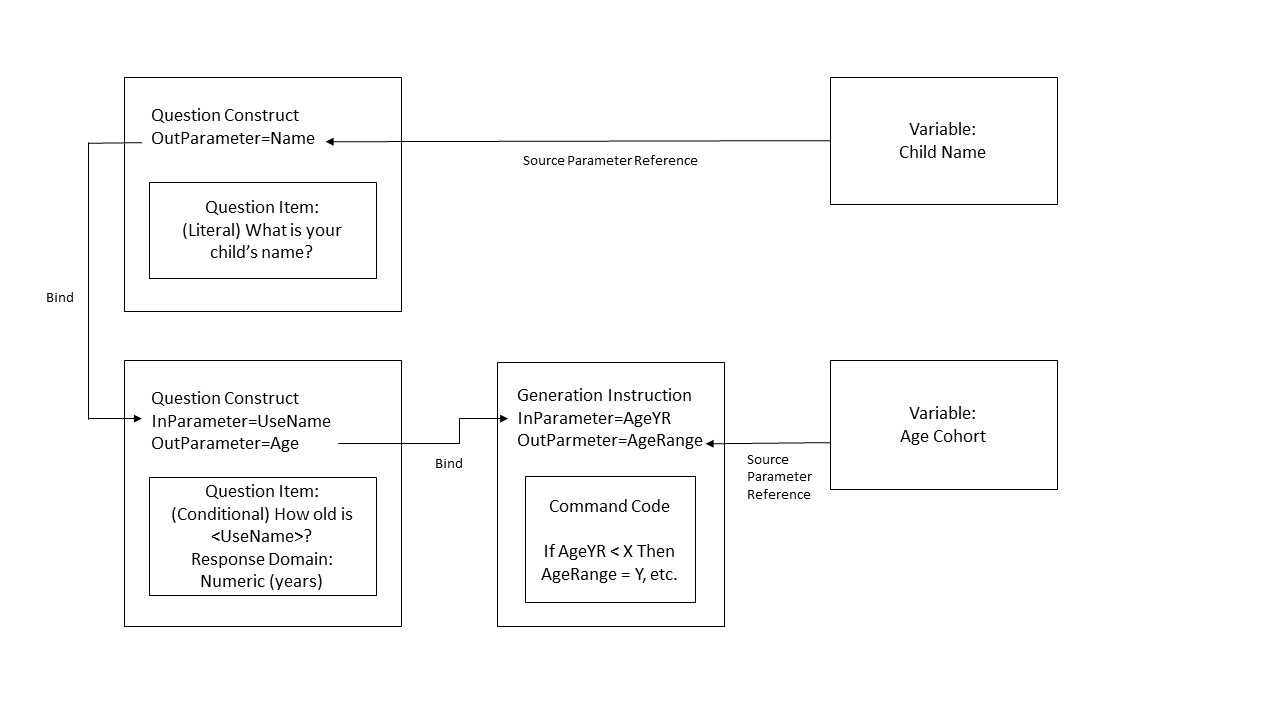 Question Construct
OutParameter=Name
Question Item:
(Literal) What is your
child’s name?
Source Parameter Reference
Variable:
Child Name
Bind
Question Construct
InParameter=UseName
OutParameter=Age
Question Item:
(Conditional) How old is
<UseName>?
Response Domain:
Numeric (years)
Bind
Generation Instruction
InParameter=AgeYR
OutParmeter=AgeRange
Command Code
If AgeYR < X Then
AgeRange = Y, etc.
Source
Parameter
Reference
Variable:
Age Cohort